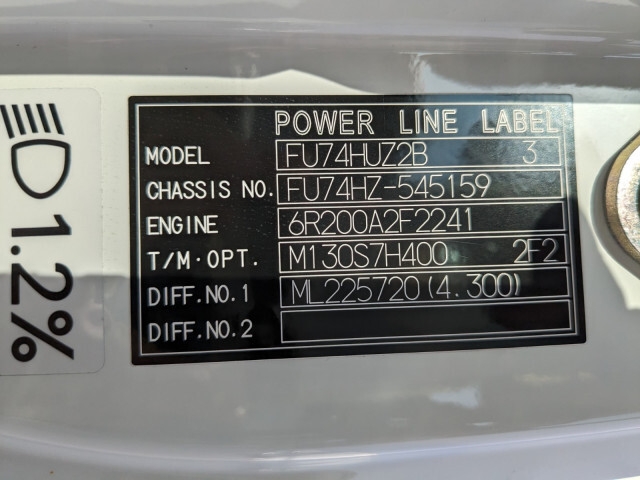 POWER LINE LABEL
MODEL FU74HUZ2B 3
CHASSIS NO. FU74HZ-545159
ENGINE 6R200A2F2241
T/M·OPT. M130S7H400 2F2
DIFF.NO.1 ML225720(4.300)
DIFF.NO.2
1.2%